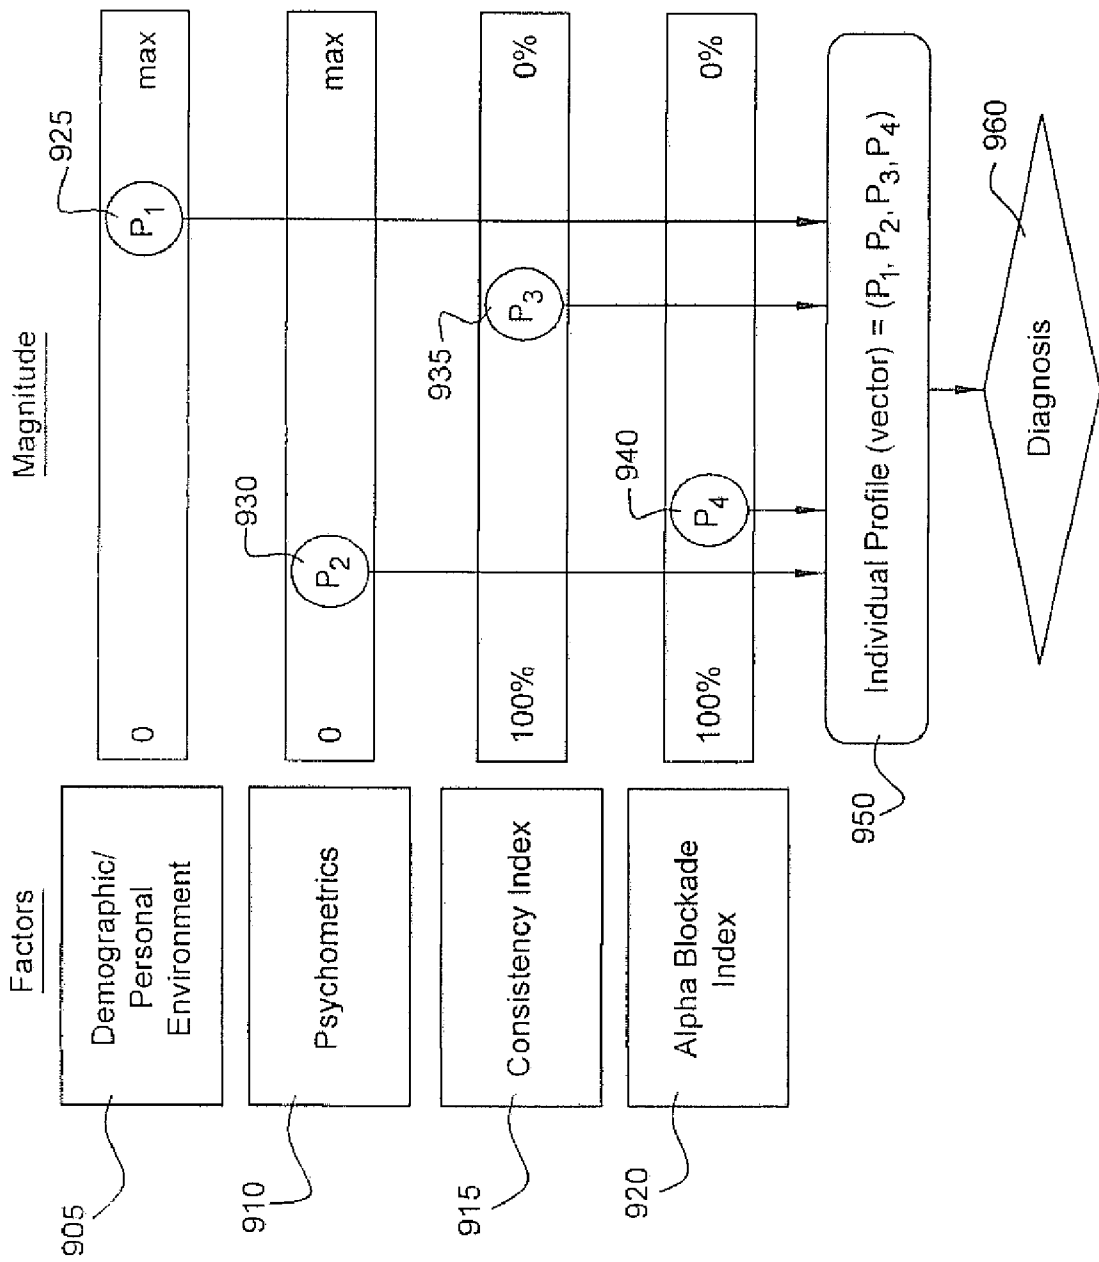 Factors
Magnitude
905
Demographic/
Personal
Environment
0
P1
max
925
910
Psychometrics
0
P2
max
930
915
Consistency Index
100%
P3
0%
935
920
Alpha Blockade
Index
100%
P4
0%
940
950
Individual Profile (vector) = (P1, P2, P3, P4)
Diagnosis
960